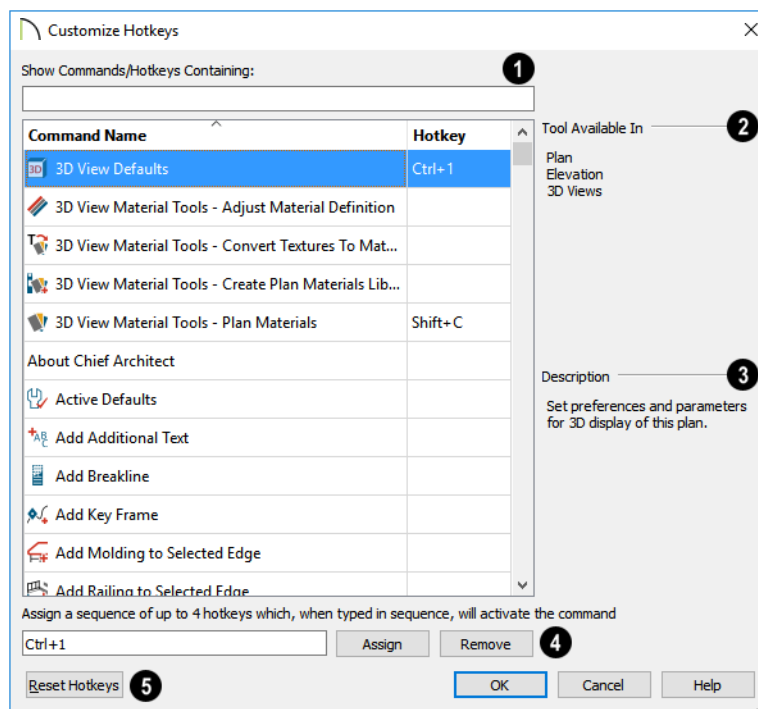 Customize Hotkeys
Show Commands/Hotkeys Containing:
1
Command Name Hotkey
3D View Defaults Ctrl+1
3D View Material Tools - Adjust Material Definition
3D View Material Tools - Convert Textures To Mat...
3D View Material Tools - Create Plan Materials Lib...
3D View Material Tools - Plan Materials Shift+C
About Chief Architect
Active Defaults
Add Additional Text
Add Breakline
Add Key Frame
Add Molding to Selected Edge
Add Railing to Selected Edge
Tool Available In 2
Plan
Elevation
3D Views
Description 3
Set preferences and parameters
for 3D display of this plan.
Assign a sequence of up to 4 hotkeys which, when typed in sequence, will activate the command
Ctrl+1 Assign Remove 4
Reset Hotkeys 5 OK Cancel Help